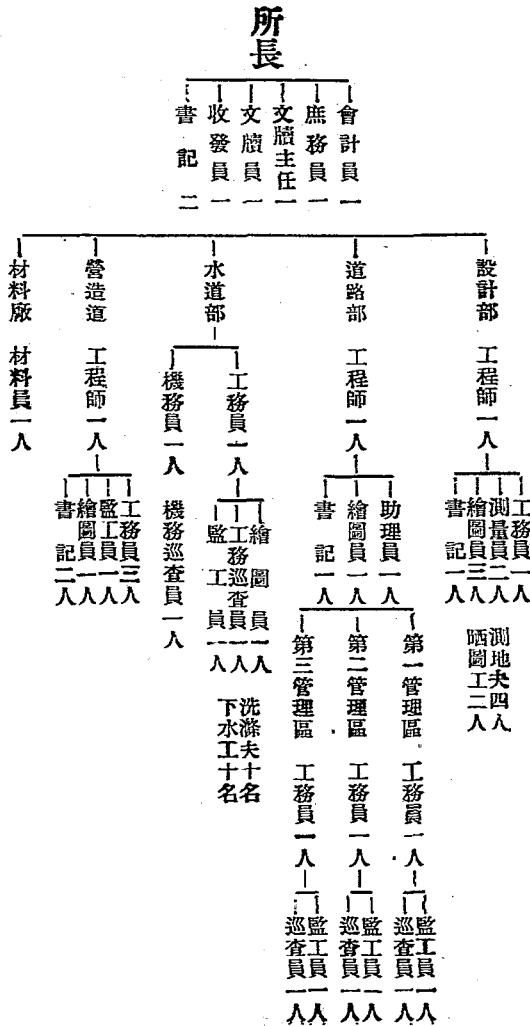 所長
會計員一
庶務員一
文牘主任一
文牘員一
收發員一
書記二
設計部 工程師一人
工務員一人
測量員二人 測地夫四人
繪圖員三人 晒圖工二人
書記一人
道路部 工程師一人
助理員一人
繪圖員一人
書記一人
第一管理區 工務員一人
監工員一人
巡查員一人
第二管理區 工務員一人
監工員一人
巡查員一人
第三管理區 工務員一人
監工員一人
巡查員一人
水道部
工務員一人
繪圖員一人
工務巡查員一人 洗滌夫十名
監工員一人 下水工十名
機務員一人 機務巡查員一人
營造道 工程師一人
工務員三人
監工員一人
繪圖員一人
書記二人
材料廠 材料員一人